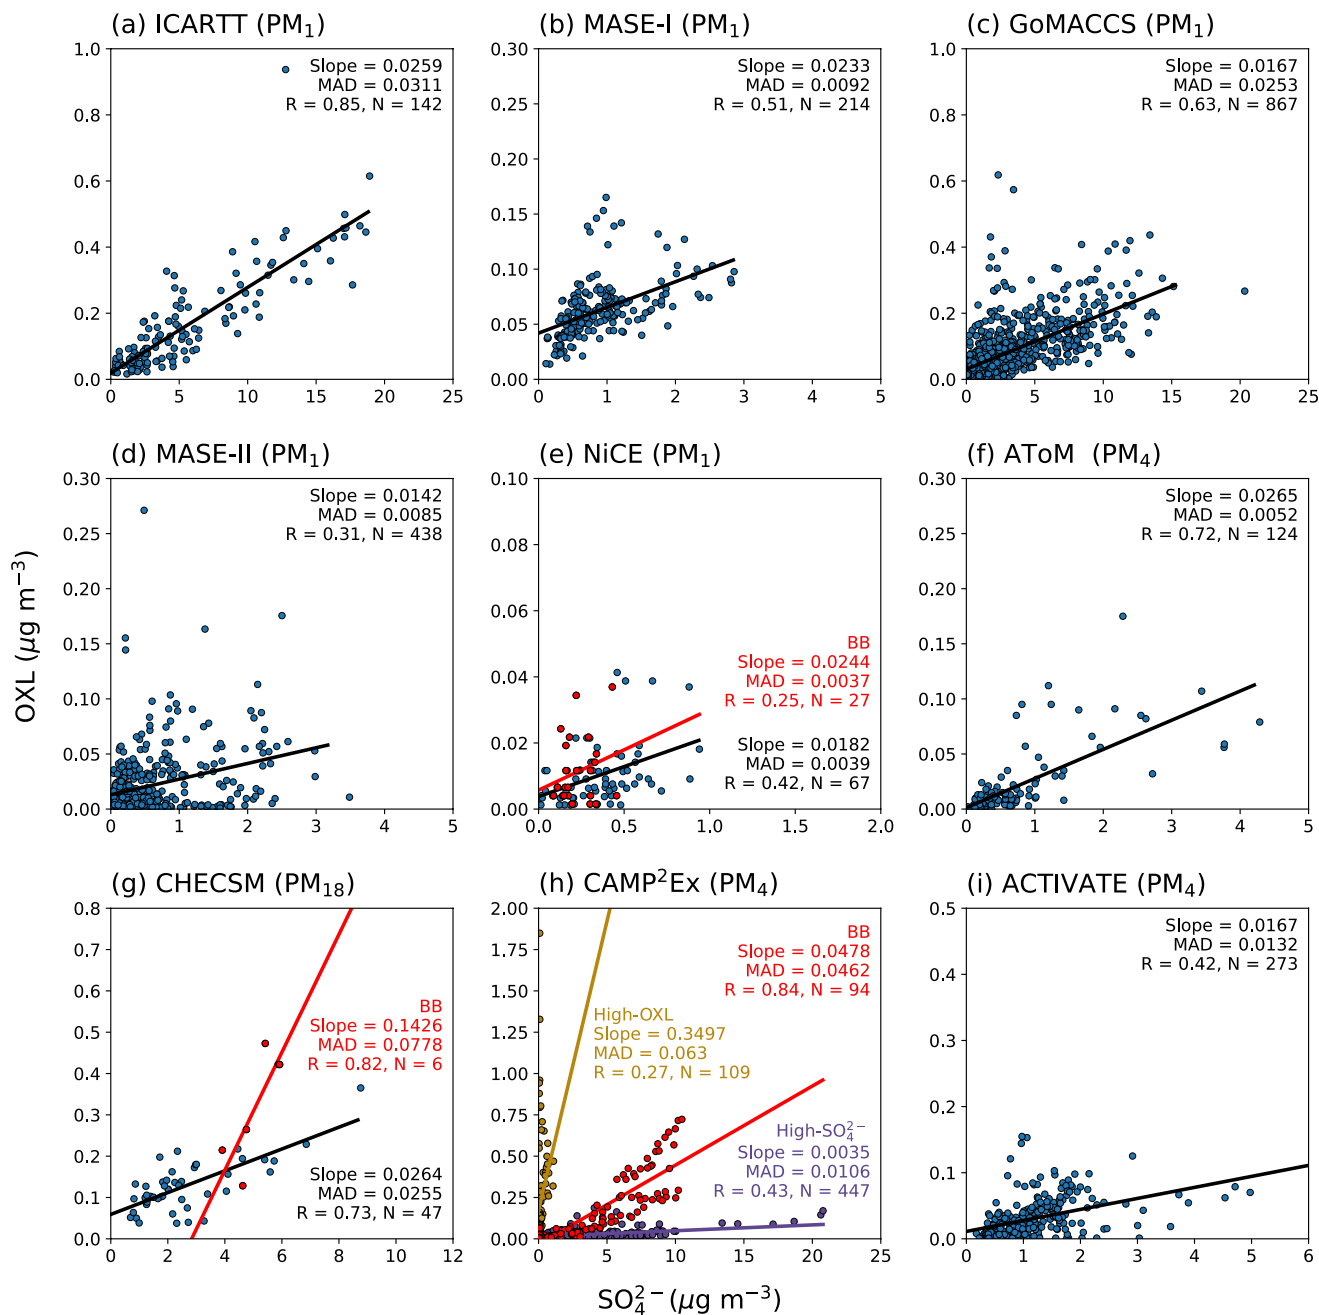 (a) ICARTT (PM₁)
1.0
0.8
0.6
0.4
0.2
0.0
0
5
10
15
20
25
Slope = 0.0259
MAD = 0.0311
R = 0.85, N = 142
(b) MASE-I (PM₁)
0.30
0.25
0.20
0.15
0.10
0.05
0.00
0
1
2
3
4
5
Slope = 0.0233
MAD = 0.0092
R = 0.51, N = 214
(c) GoMACCS (PM₁)
1.0
0.8
0.6
0.4
0.2
0.0
0
5
10
15
20
25
Slope = 0.0167
MAD = 0.0253
R = 0.63, N = 867
(d) MASE-II (PM₁)
0.30
0.25
0.20
0.15
0.10
0.05
0.00
0
1
2
3
4
5
Slope = 0.0142
MAD = 0.0085
R = 0.31, N = 438
(e) NiCE (PM₁)
0.10
0.08
0.06
0.04
0.02
0.00
0.0
0.5
1.0
1.5
2.0
BB
Slope = 0.0244
MAD = 0.0037
R = 0.25, N = 27
Slope = 0.0182
MAD = 0.0039
R = 0.42, N = 67
(f) AToM (PM₄)
0.30
0.25
0.20
0.15
0.10
0.05
0.00
0
1
2
3
4
5
Slope = 0.0265
MAD = 0.0052
R = 0.72, N = 124
(g) CHECSM (PM₁₈)
0.8
0.7
0.6
0.5
0.4
0.3
0.2
0.1
0.0
0
2
4
6
8
10
12
BB
Slope = 0.1426
MAD = 0.0778
R = 0.82, N = 6
Slope = 0.0264
MAD = 0.0255
R = 0.73, N = 47
(h) CAMP²Ex (PM₄)
2.00
1.75
1.50
1.25
1.00
0.75
0.50
0.25
0.00
0
5
10
15
20
25
BB
Slope = 0.0478
MAD = 0.0462
R = 0.84, N = 94
High-OXL
Slope = 0.3497
MAD = 0.063
R = 0.27, N = 109
High-SO₄²⁻
Slope = 0.0035
MAD = 0.0106
R = 0.43, N = 447
(i) ACTIVATE (PM₄)
0.5
0.4
0.3
0.2
0.1
0.0
0
1
2
3
4
5
6
Slope = 0.0167
MAD = 0.0132
R = 0.42, N = 273
OXL (μg m⁻³)
SO₄²⁻(μg m⁻³)